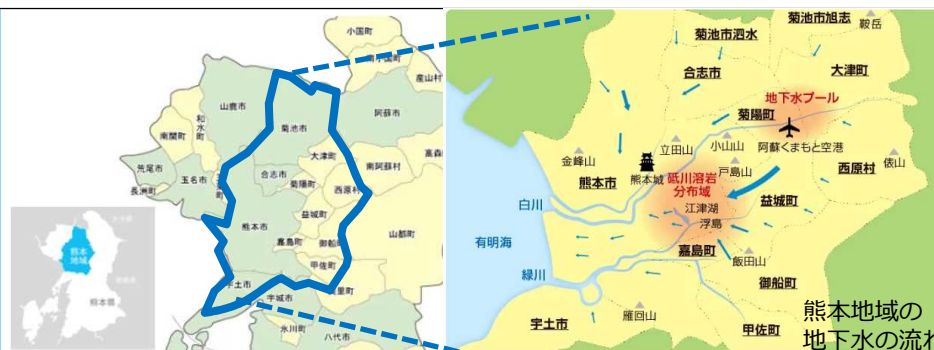 小国町
産山村
山鹿市
阿蘇市
菊池市
和水町
南関町
荒尾市
玉名市
長洲町
合志市
大津町
菊陽町
南阿蘇村
高森
西原村
熊本市
益城町
嘉島町
御船町
山都町
甲佐町
宇土市
宇城市
美里町
氷川町
八代市
熊本
地域
熊本県
菊池市旭志
鞍岳
菊池市泗水
合志市
大津町
地下水プール
菊陽町
阿蘇くまもと空港
立田山
小山山
戸島山
金峰山
熊本市
熊本城
西原村
俵山
砥川溶岩
分布域
江津湖
浮島
益城町
白川
有明海
嘉島町
飯田山
緑川
御船町
宇土市
雁回山
甲佐町
熊本地域の
地下水の流れ